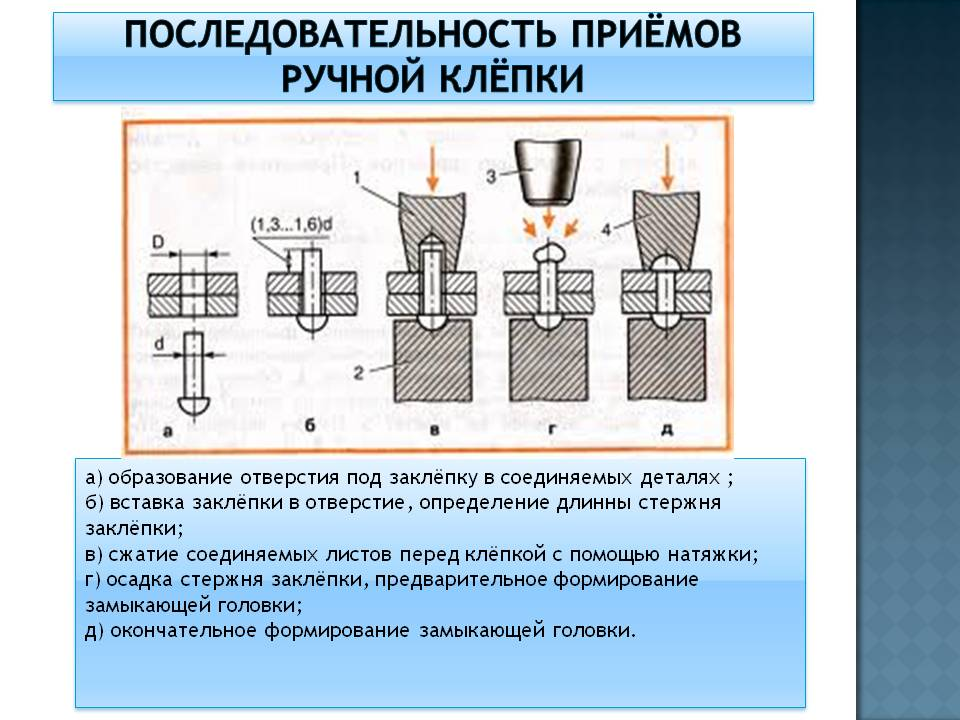 ПОСЛЕДОВАТЕЛЬНОСТЬ ПРИЁМОВ
РУЧНОЙ КЛЁПКИ
1
3
4
(1,3...1,6)d
D
d
2
а
б
в
г
д
а) образование отверстия под заклёпку в соединяемых деталях ;
б) вставка заклёпки в отверстие, определение длинны стержня
заклёпки;
в) сжатие соединяемых листов перед клёпкой с помощью натяжки;
г) осадка стержня заклёпки, предварительное формирование
замыкающей головки;
д) окончательное формирование замыкающей головки.